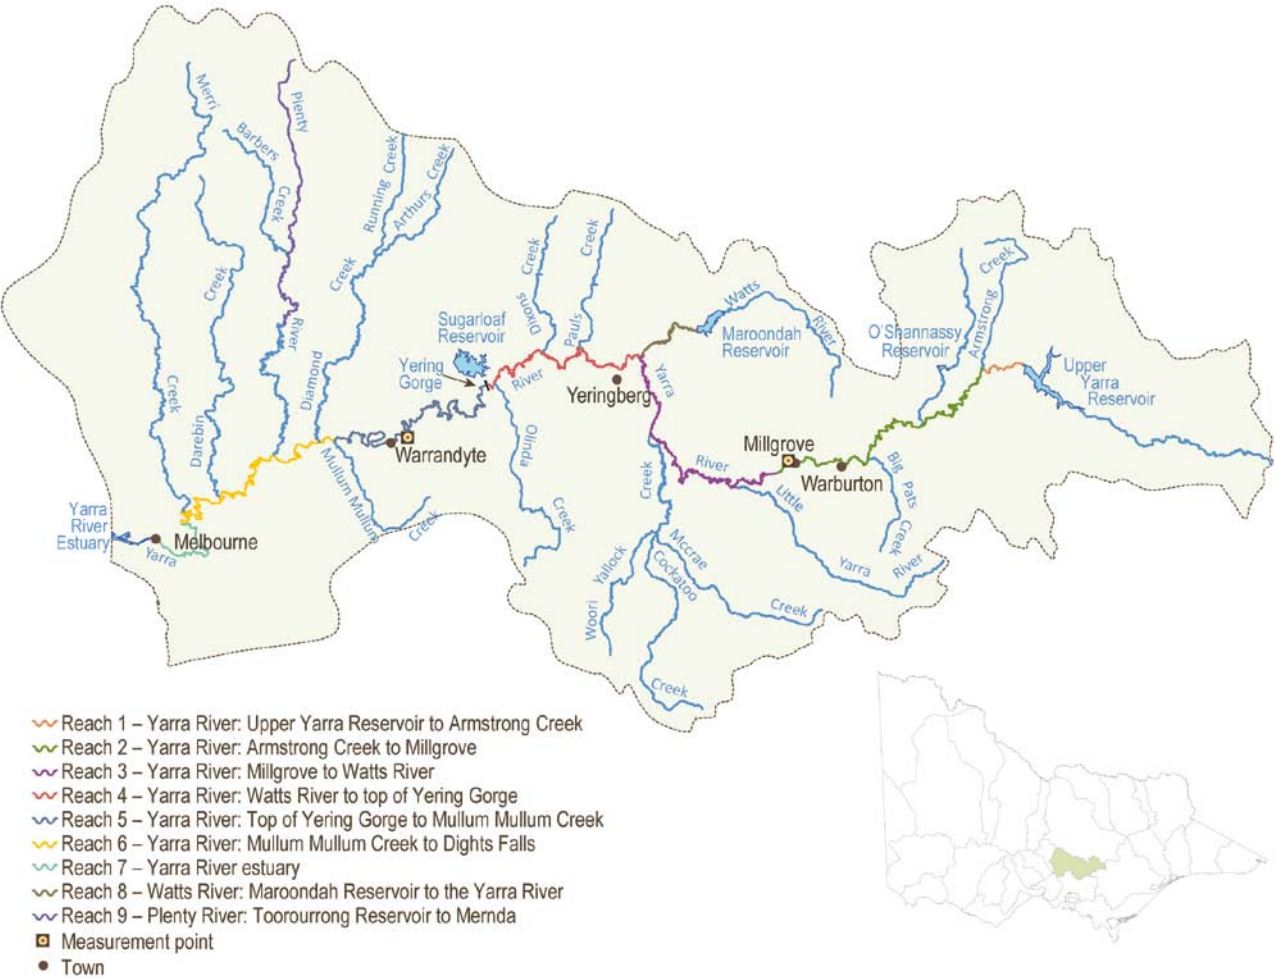 Merri
Creek
Barbers
Creek
Plenty
River
Darebin
Creek
Running Creek
Arthurs Creek
Diamond
Creek
Sugarloaf
Reservoir
Yering
Gorge
Dixons
Creek
Pauls
Creek
River
Yeringberg
Watts
River
Maroondah
Reservoir
O'Shannassy
Reservoir
Armstrong
Creek
Upper
Yarra
Reservoir
Yarra
River
Millgrove
Warburton
Warrandyte
Mullum Mullum
Creek
Olinda
Creek
Creek
Woori
Yallock
Mccrae
Creek
Cockatoo
Creek
Little
Yarra
River
Big
Pats
Creek
Yarra
River
Estuary
Yarra
Melbourne
Reach 1 – Yarra River: Upper Yarra Reservoir to Armstrong Creek
Reach 2 – Yarra River: Armstrong Creek to Millgrove
Reach 3 – Yarra River: Millgrove to Watts River
Reach 4 – Yarra River: Watts River to top of Yering Gorge
Reach 5 – Yarra River: Top of Yering Gorge to Mullum Mullum Creek
Reach 6 – Yarra River: Mullum Mullum Creek to Dights Falls
Reach 7 – Yarra River estuary
Reach 8 – Watts River: Maroondah Reservoir to the Yarra River
Reach 9 – Plenty River: Toorourrong Reservoir to Mernda
Measurement point
Town